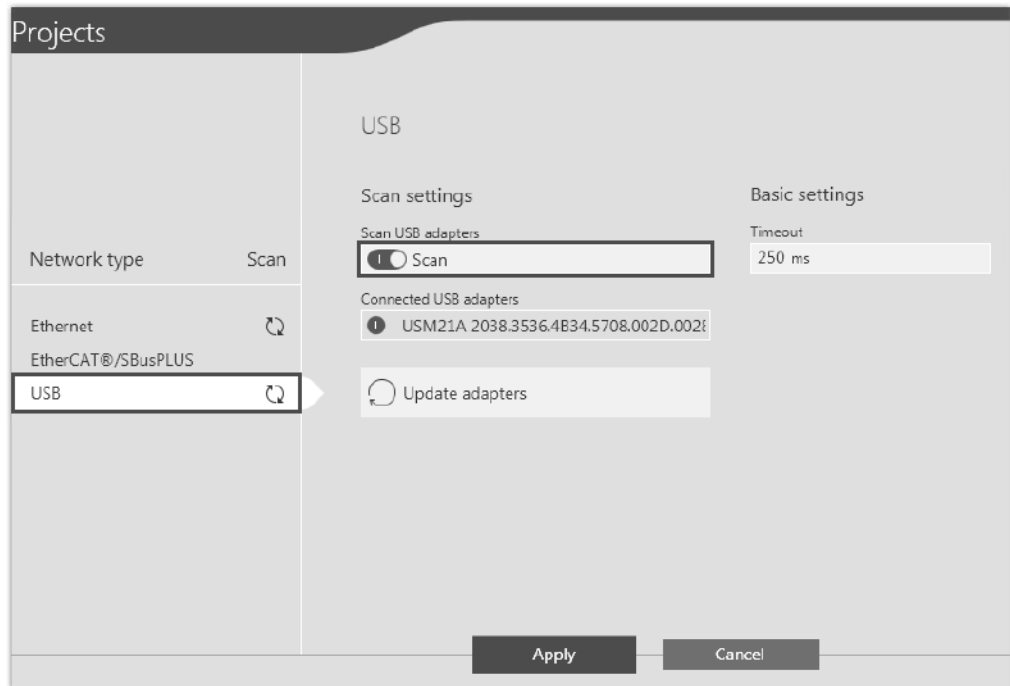 Projects
Network type Scan
Ethernet
EtherCAT®/SBusPLUS
USB
USB
Scan settings
Scan USB adapters
Scan
Connected USB adapters
USM21A 2038.3536.4B34.5708.002D.002
Update adapters
Basic settings
Timeout
250 ms
Apply
Cancel